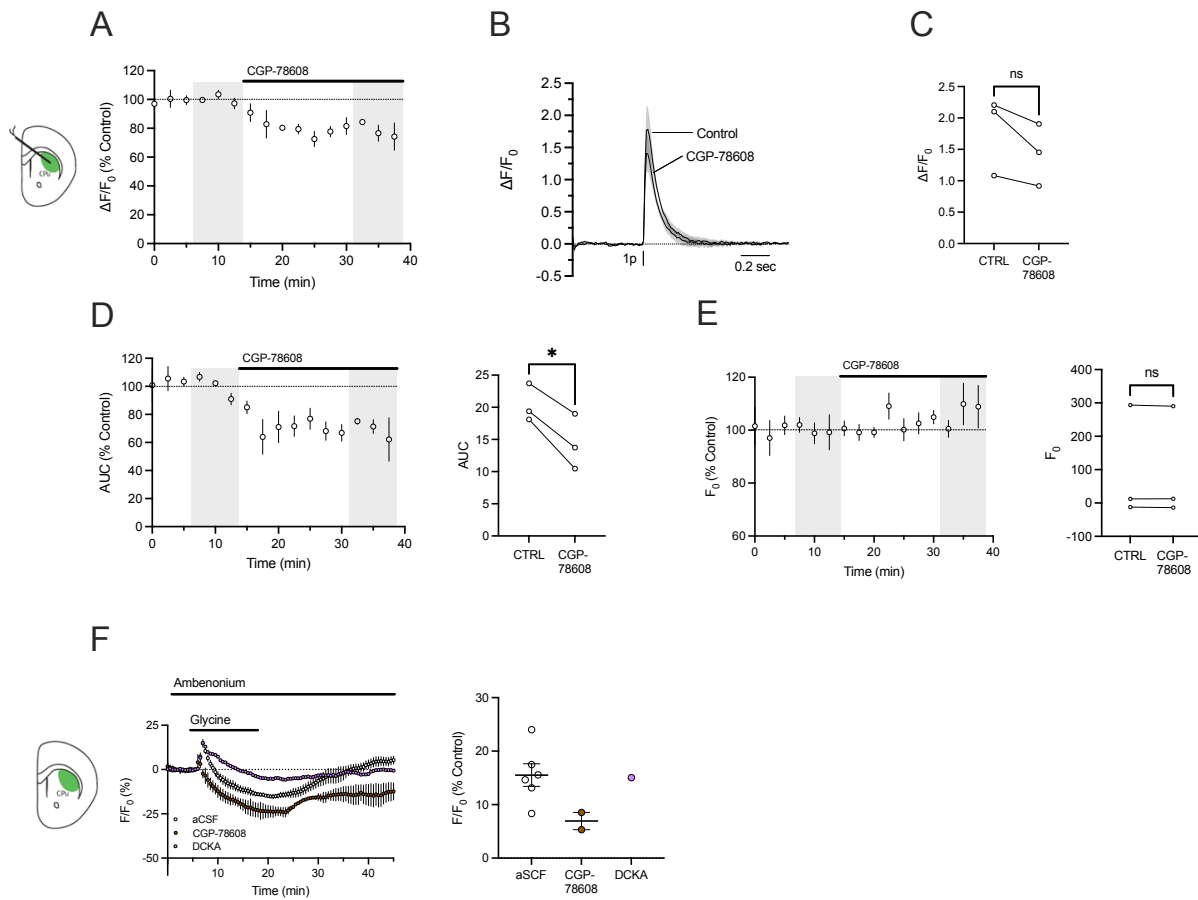 A
CGP-78608
ΔF/F0 (% Control)
120
100
80
60
40
20
0
0
10
20
30
40
Time (min)
CPu
B
ΔF/F0
2.5
2.0
1.5
1.0
0.5
0.0
-0.5
Control
CGP-78608
1p
0.2 sec
C
ns
ΔF/F0
2.5
2.0
1.5
1.0
0.5
0.0
CTRL
CGP-
78608
D
CGP-78608
AUC (% Control)
120
100
80
60
40
20
0
0
10
20
30
40
Time (min)
*
AUC
25
20
15
10
5
0
CTRL
CGP-
78608
E
CGP-78608
F0 (% Control)
120
100
80
60
0
10
20
30
40
Time (min)
ns
F0
400
300
200
100
0
-100
CTRL
CGP-
78608
F
Ambenonium
Glycine
F/F0 (%)
25
0
-25
-50
aCSF
CGP-78608
DCKA
0
10
20
30
40
Time (min)
CPu
F/F0 (% Control)
30
20
10
0
aSCF
CGP-
78608
DCKA